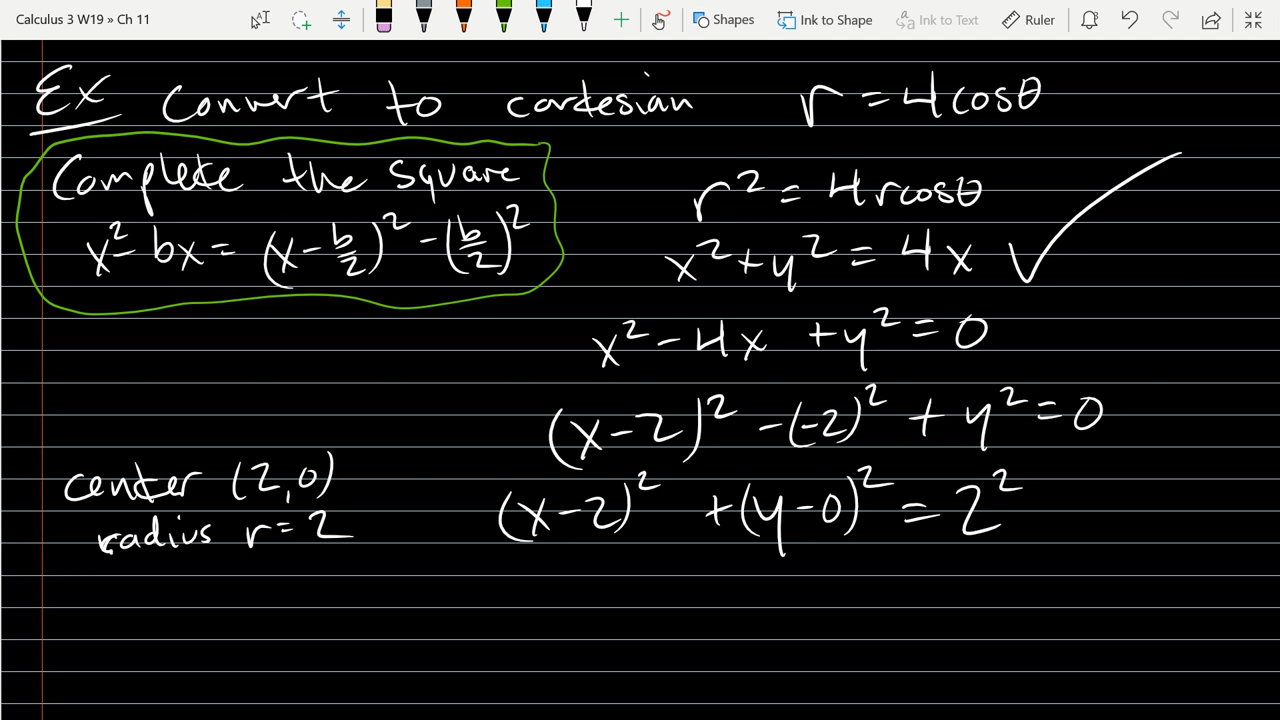 Calculus 3 W19 » Ch 11
Shapes Ink to Shape Ink to Text Ruler
Ex Convert to cartesian r = 4cosθ
Complete the square
x² - bx = (x - b/2)² - (b/2)²
r² = 4rcosθ
x² + y² = 4x ✓
x² - 4x + y² = 0
(x - 2)² - (-2)² + y² = 0
center (2,0)
radius r = 2
(x - 2)² + (y - 0)² = 2²